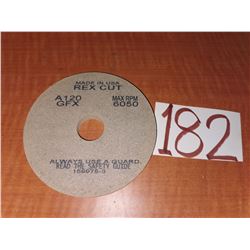 MADE IN USA
REX CUT
A120 MAX RPM
GFX 6050
ALWAYS USE A GUARD.
READ THE SAFETY GUIDE
182